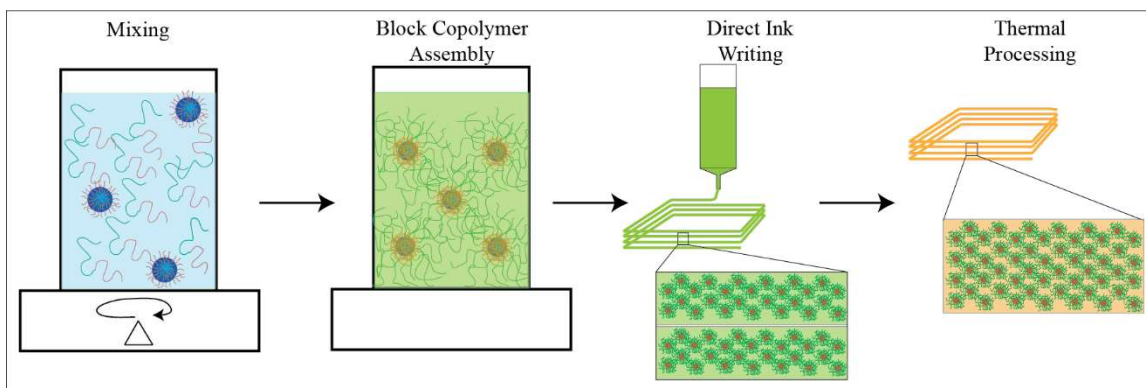 Mixing
Block Copolymer
Assembly
Direct Ink
Writing
Thermal
Processing